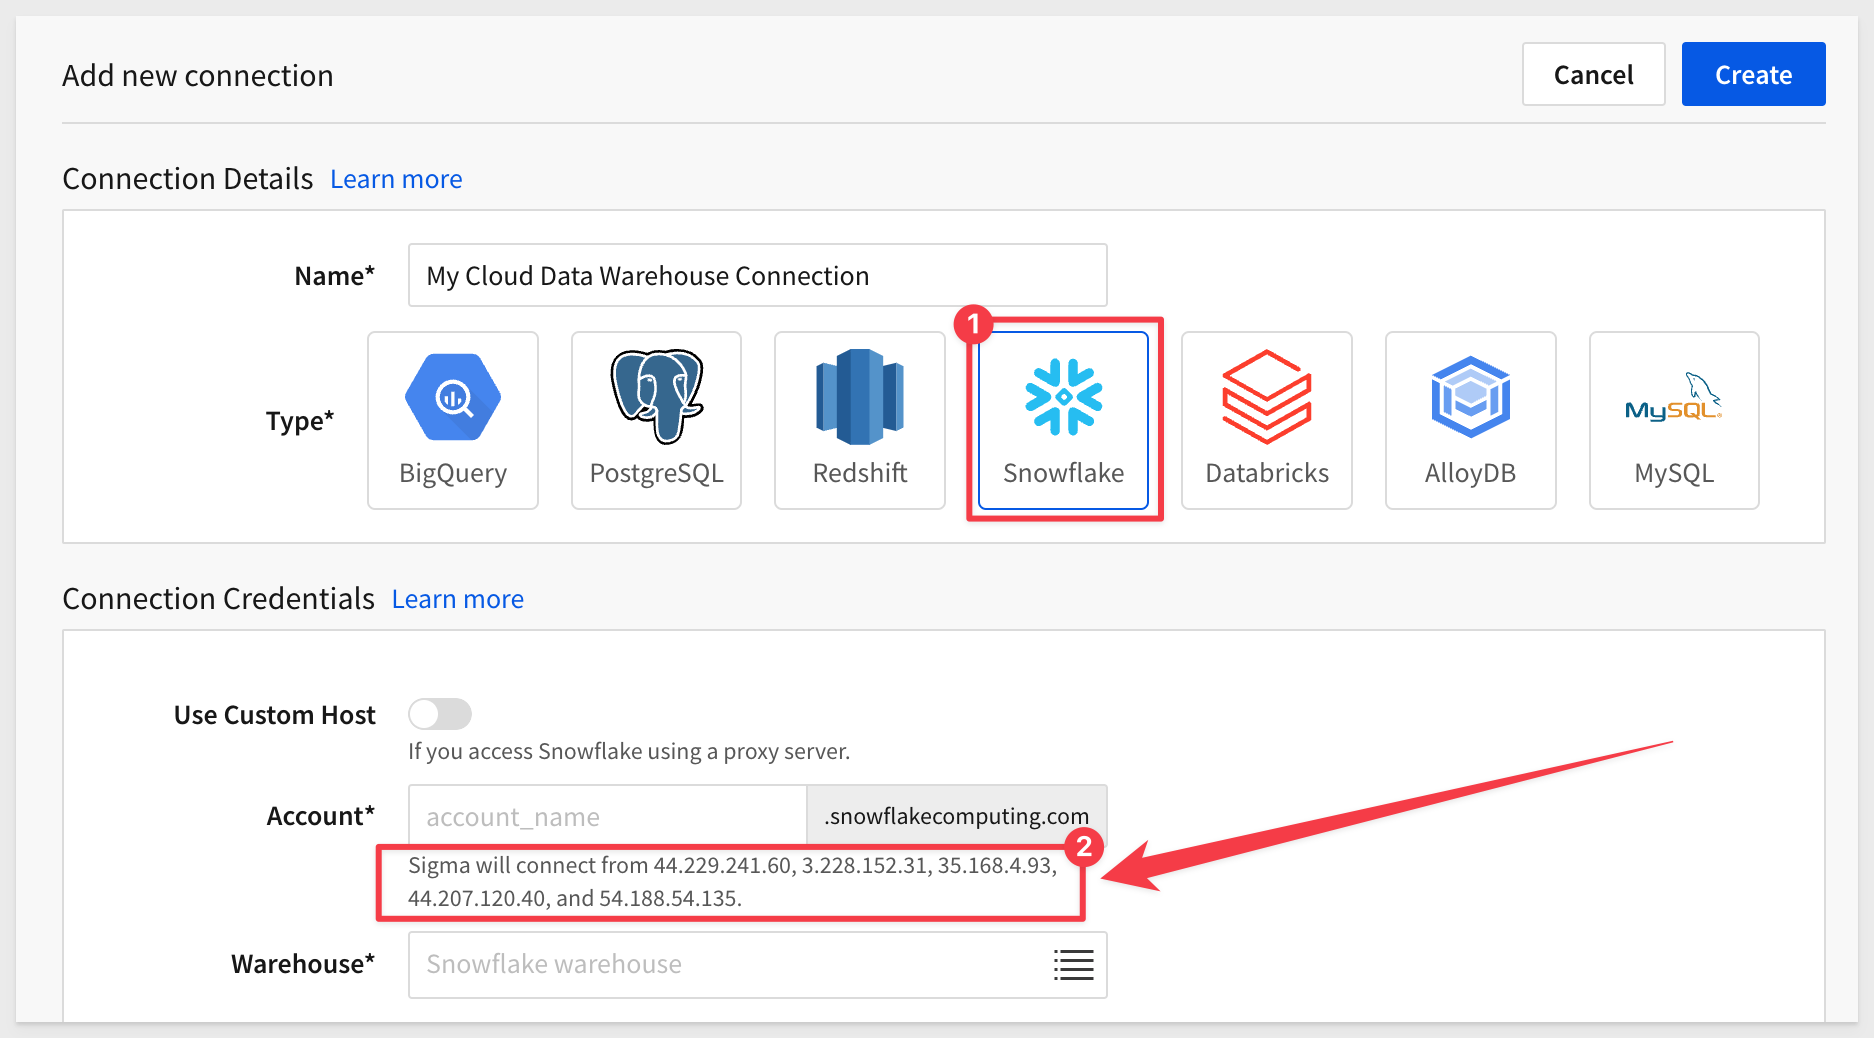 Add new connection
Cancel
Create
Connection Details Learn more
Name* My Cloud Data Warehouse Connection
1
Type*
BigQuery
PostgreSQL
Redshift
Snowflake
Databricks
AlloyDB
MySQL®
MySQL
Connection Credentials Learn more
Use Custom Host
If you access Snowflake using a proxy server.
Account* account_name .snowflakecomputing.com
2
Sigma will connect from 44.229.241.60, 3.228.152.31, 35.168.4.93,
44.207.120.40, and 54.188.54.135.
Warehouse* Snowflake warehouse